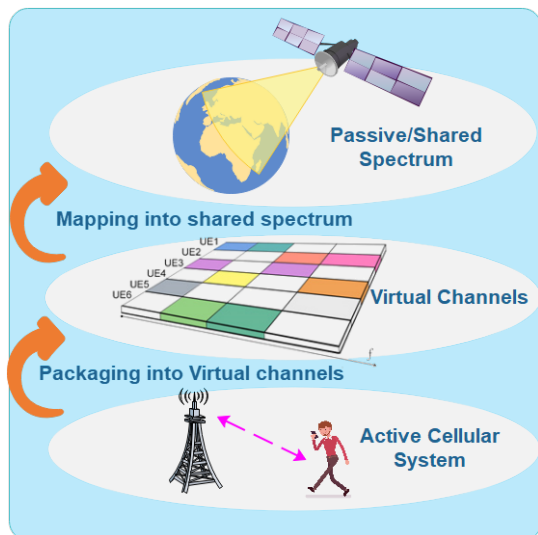 Passive/Shared
Spectrum
Mapping into shared spectrum
UE1
UE2
UE3
UE4
UE5
UE6
Virtual Channels
f
Packaging into Virtual channels
Active Cellular
System